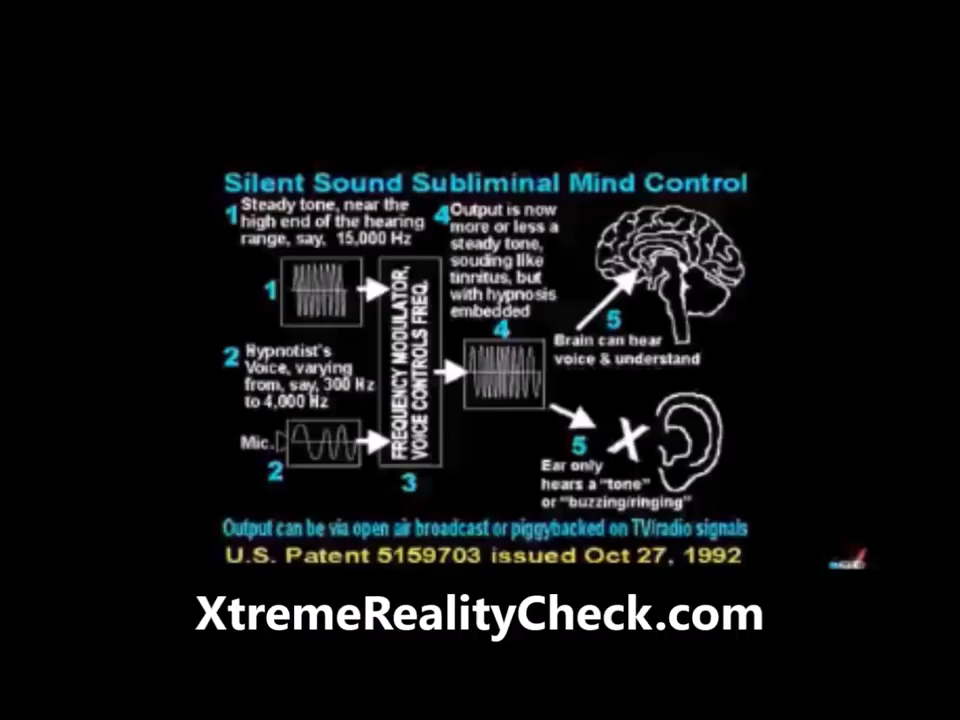 Silent Sound Subliminal Mind Control
1 Steady tone, near the
high end of the hearing
range, say, 15,000 Hz
1
2 Hypnotist's
Voice, varying
from, say, 300 Hz
to 4,000 Hz
Mic.
2
FREQUENCY MODULATOR,
VOICE CONTROLS FREQ.
3
4 Output is now
more or less a
steady tone,
souding like
tinnitus, but
with hypnosis
embedded
4
5
Brain can hear
voice & understand
X
5
Ear only
hears a "tone"
or "buzzing/ringing"
Output can be via open air broadcast or piggybacked on TV/radio signals
U.S. Patent 5159703 issued Oct 27, 1992
XtremeRealityCheck.com